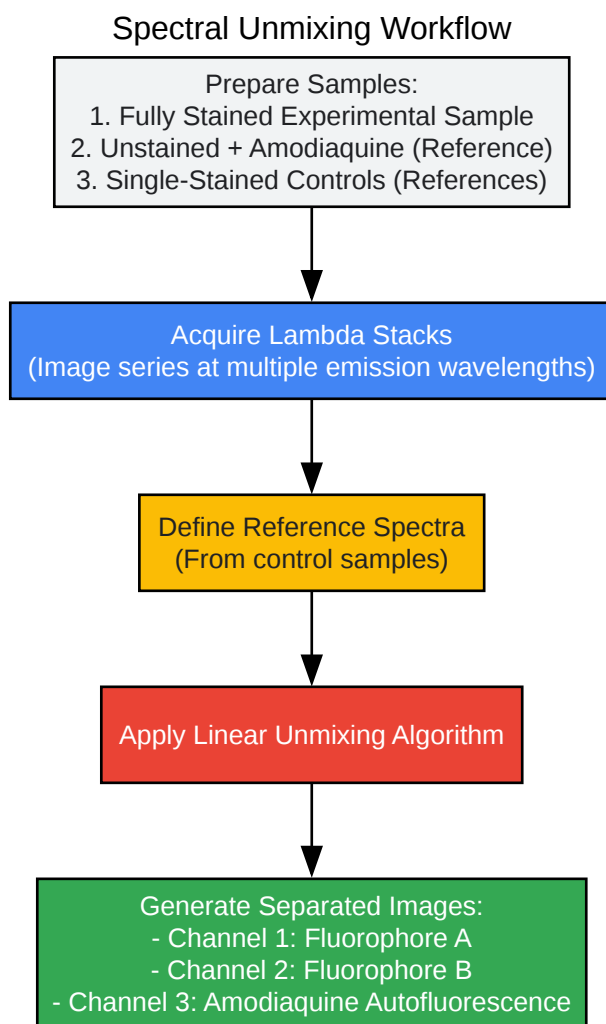 Spectral Unmixing Workflow
Prepare Samples:
1. Fully Stained Experimental Sample
2. Unstained + Amodiaquine (Reference)
3. Single-Stained Controls (References)
Acquire Lambda Stacks
(Image series at multiple emission wavelengths)
Define Reference Spectra
(From control samples)
Apply Linear Unmixing Algorithm
Generate Separated Images:
- Channel 1: Fluorophore A
- Channel 2: Fluorophore B
- Channel 3: Amodiaquine Autofluorescence